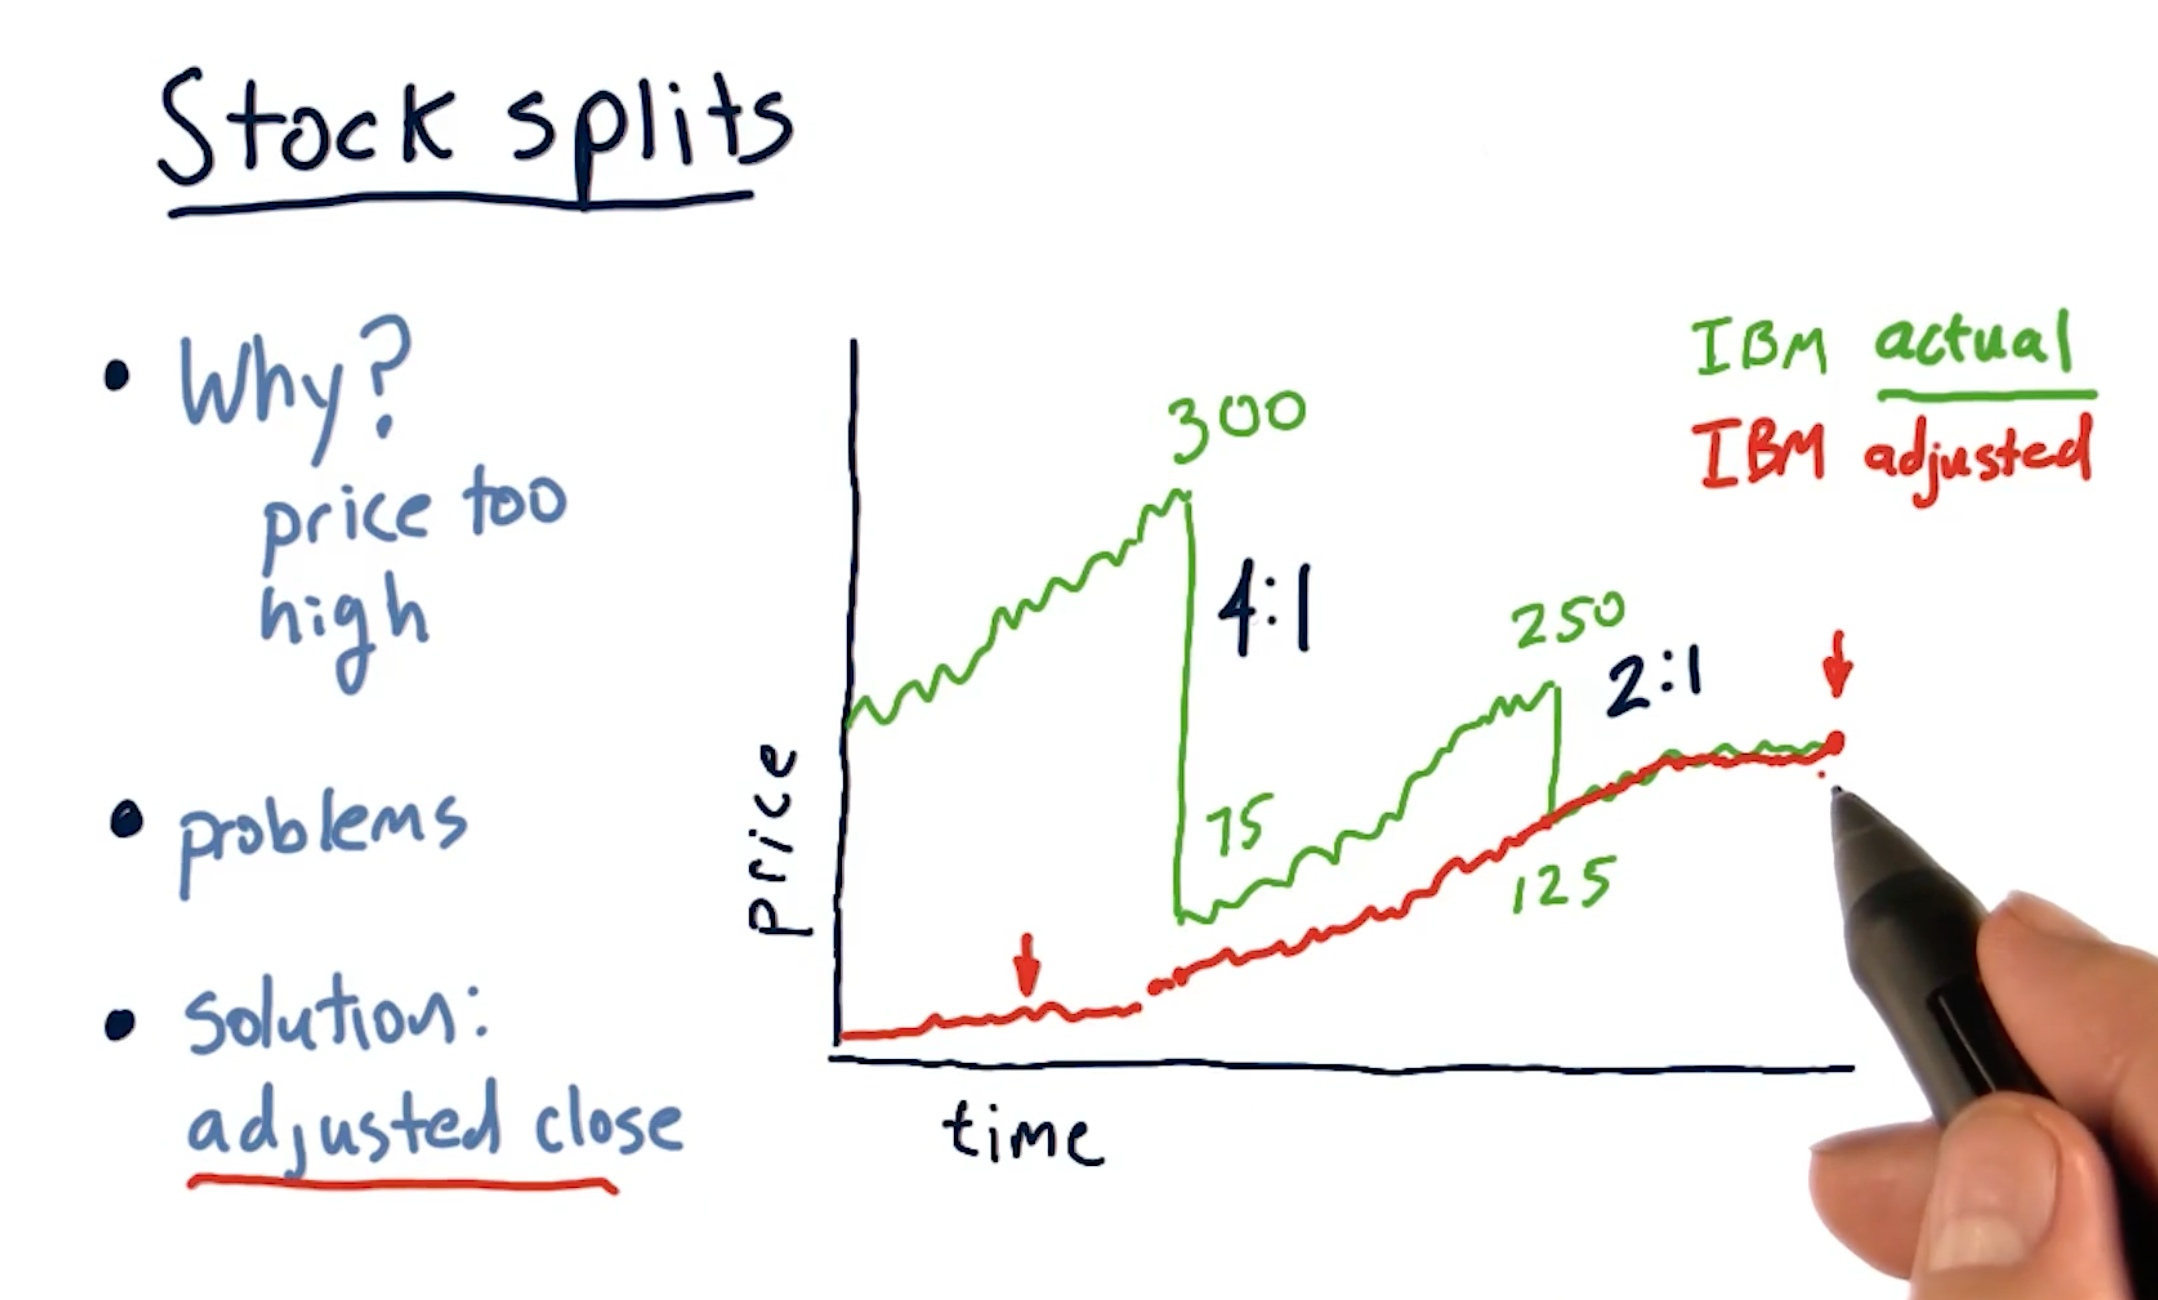 Stock splits
• Why?
price too
high
• problems
• solution:
adjusted close
IBM actual
IBM adjusted
300
4:1
250
2:1
75
125
price
time